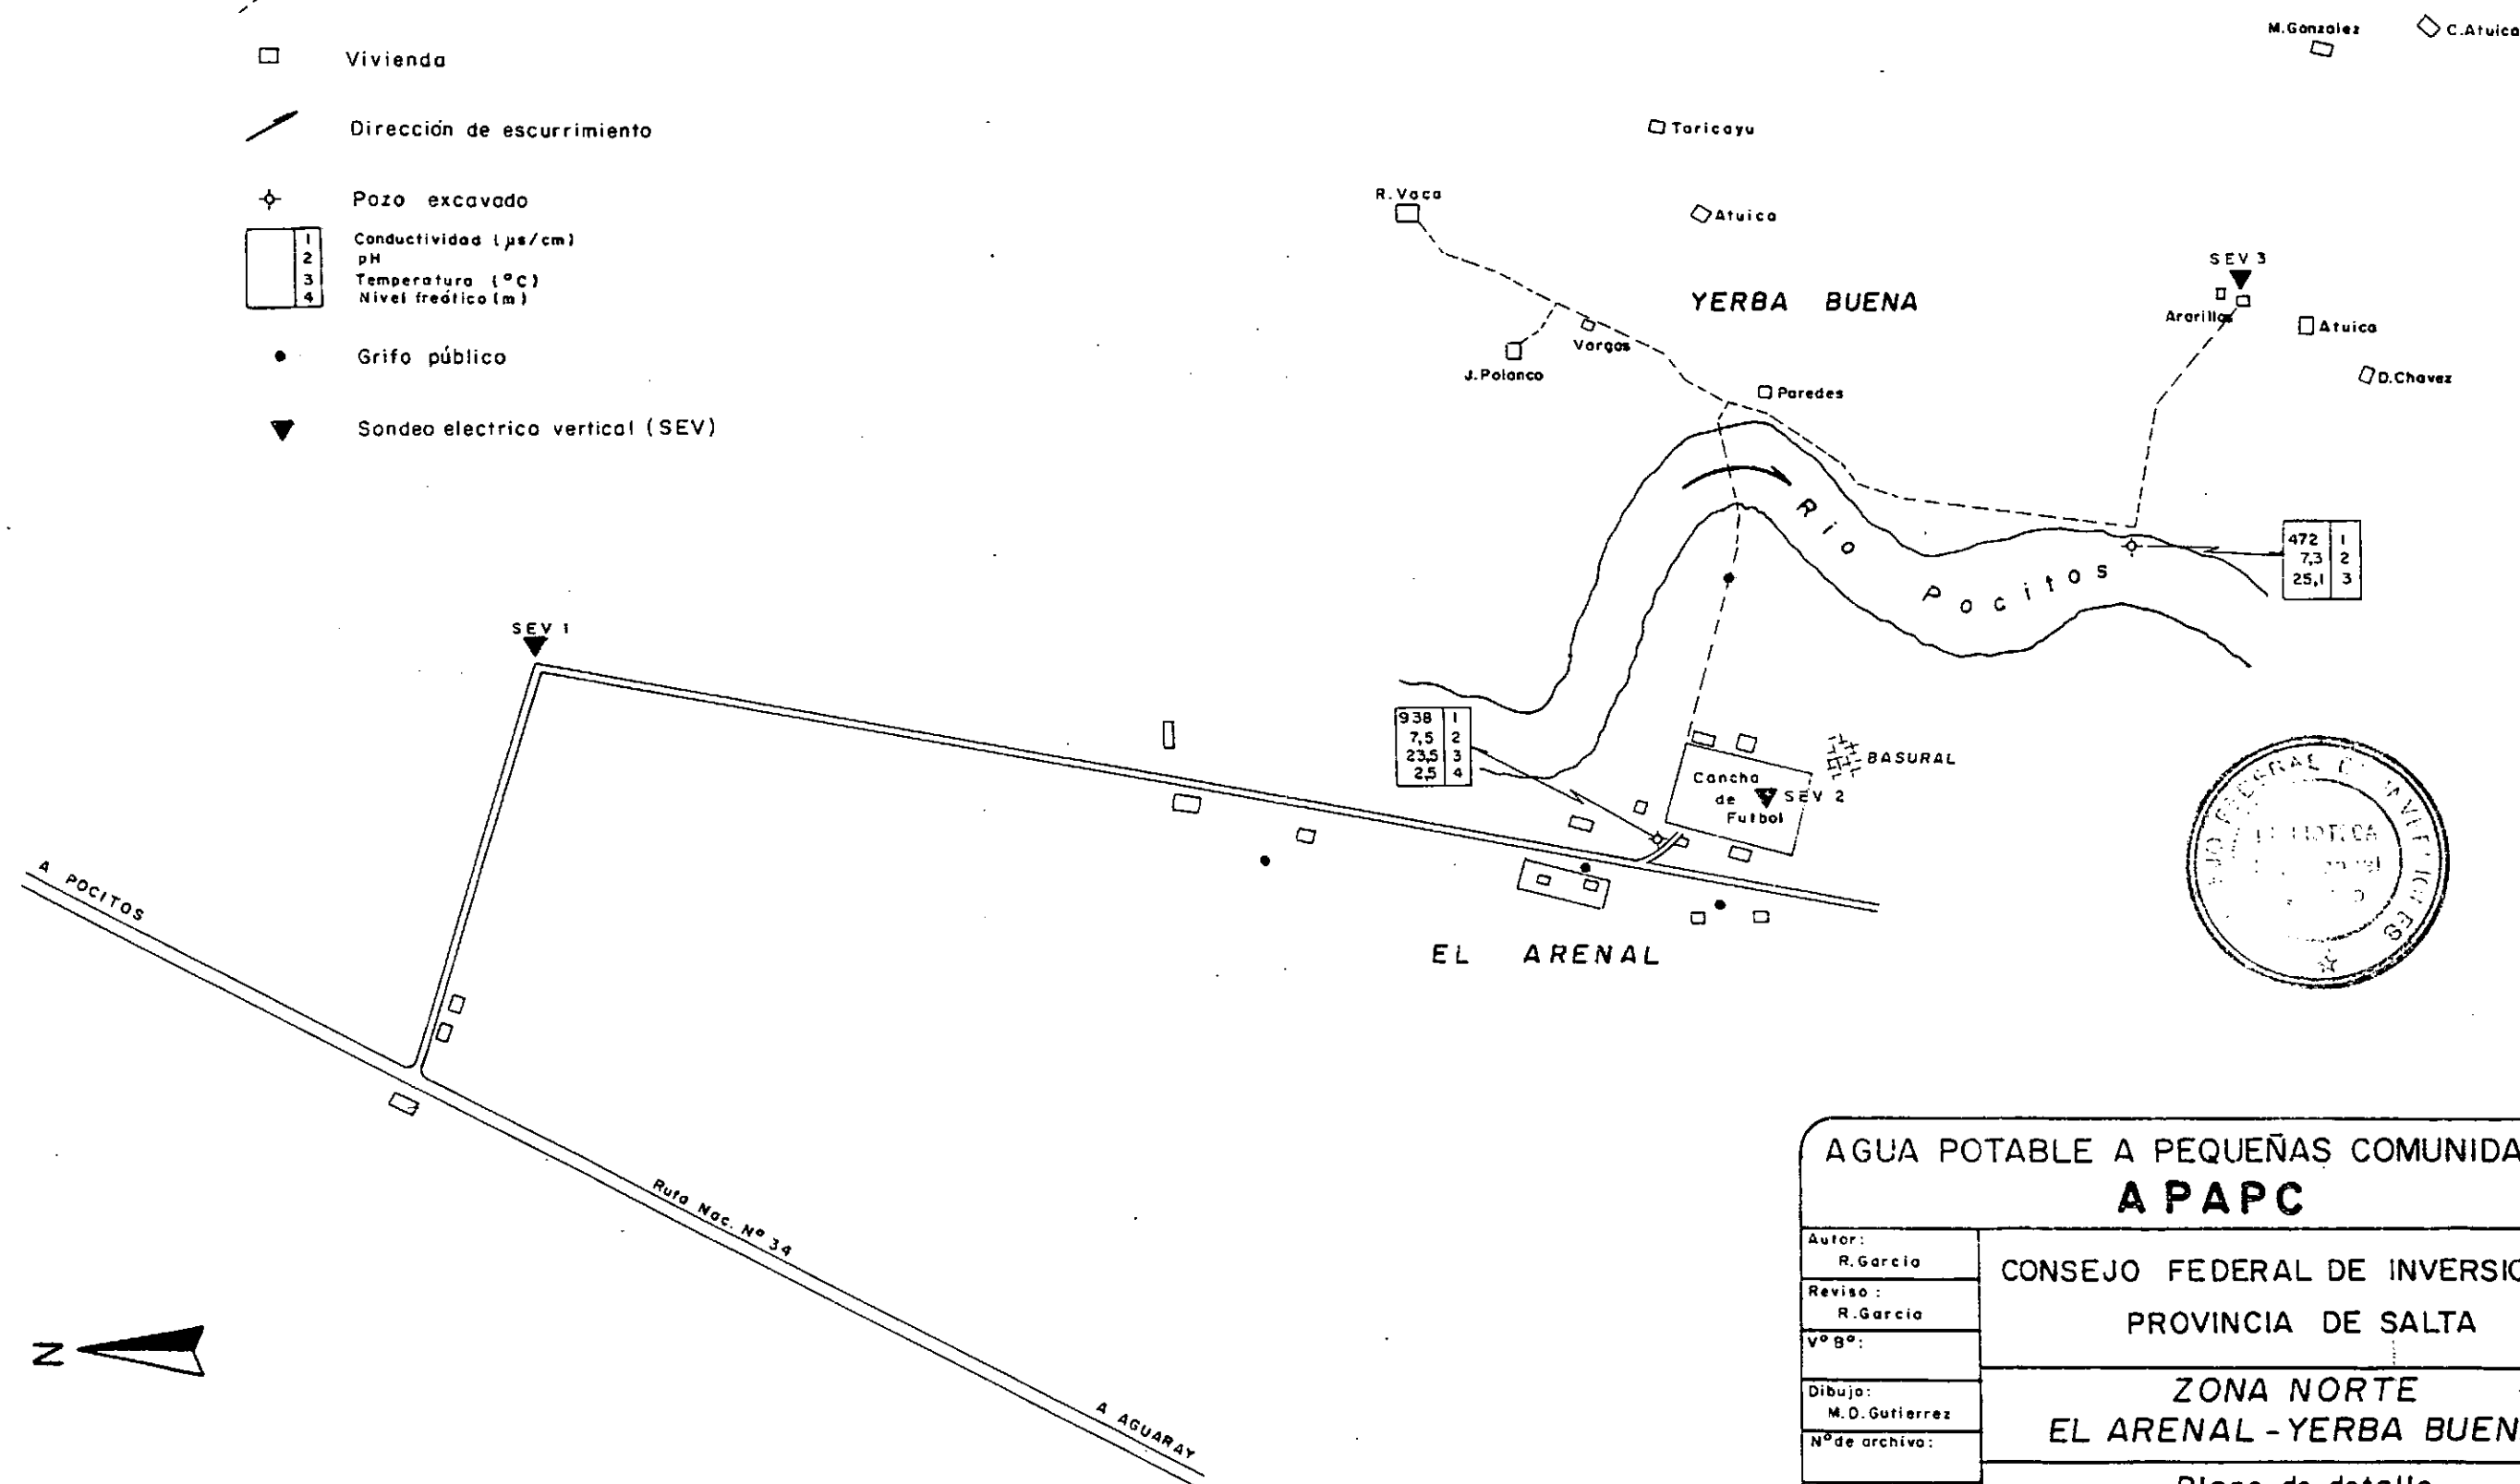 Vivienda
Dirección de escurrimiento
Pozo excavado
1 Conductividad (µs/cm)
2 pH
3 Temperatura (°C)
4 Nivel freático (m)
Grifo público
Sondeo electrico vertical (SEV)
M.Gonzalez
C.Atuica
Taricayu
R.Vaca
Atuica
YERBA BUENA
SEV 3
Ararillas
Atuica
Vargas
J.Polanco
D.Chavez
Paredes
Río Pocitos
472 1
7,3 2
25,1 3
SEV 1
938 1
7,5 2
23,5 3
2,5 4
BASURAL
Cancha
de
Futbol
SEV 2
A POCITOS
EL ARENAL
Ruta Nac. Nº 34
A AGUARAY
N
AGUA POTABLE A PEQUEÑAS COMUNIDA
APAPC
Autor:
R.Garcia
CONSEJO FEDERAL DE INVERSIO
Reviso :
R.Garcia
PROVINCIA DE SALTA
Vº Bº:
Dibujo:
M.D.Gutierrez
ZONA NORTE
EL ARENAL - YERBA BUEN
Nº de archivo:
Plano de detalle